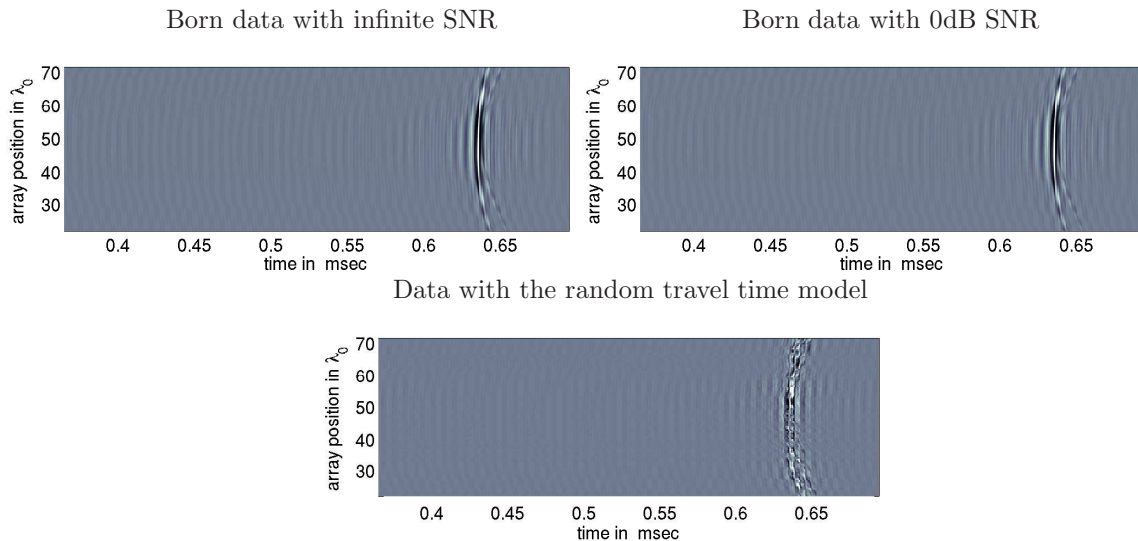 Born data with infinite SNR
array position in λ₀
70
60
50
40
30
0.4 0.45 0.5 0.55 0.6 0.65
time in msec
Born data with 0dB SNR
array position in λ₀
70
60
50
40
30
0.4 0.45 0.5 0.55 0.6 0.65
time in msec
Data with the random travel time model
array position in λ₀
70
60
50
40
30
0.4 0.45 0.5 0.55 0.6 0.65
time in msec